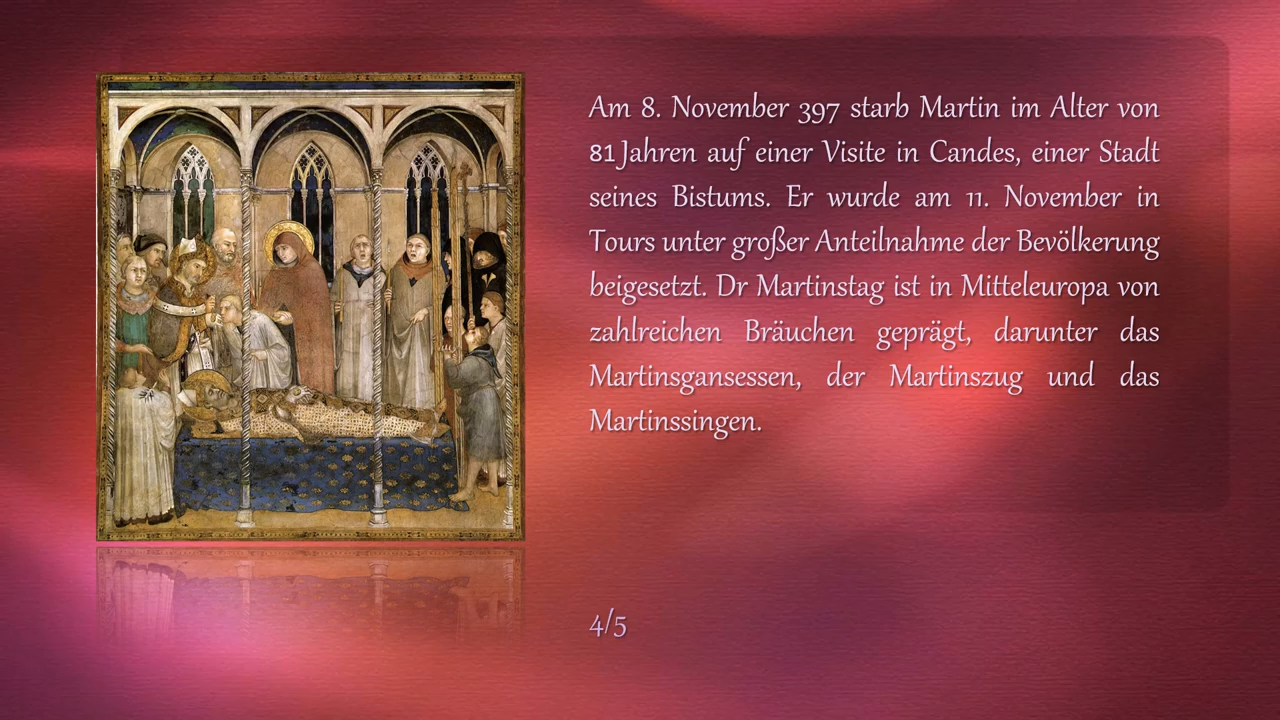 Am 8. November 397 starb Martin im Alter von
81 Jahren auf einer Visite in Candes, einer Stadt
seines Bistums. Er wurde am 11. November in
Tours unter großer Anteilnahme der Bevölkerung
beigesetzt. Dr Martinstag ist in Mitteleuropa von
zahlreichen Bräuchen geprägt, darunter das
Martinsgansessen, der Martinszug und das
Martinssingen.
4/5